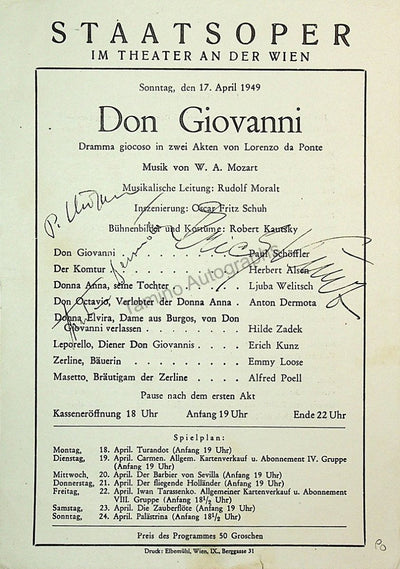 STAATSOPER
IM THEATER AN DER WIEN
Sonntag, den 17. April 1949
Don Giovanni
Dramma giocoso in zwei Akten von Lorenzo da Ponte
Musik von W. A. Mozart
Musikalische Leitung: Rudolf Moralt
Inszenierung: Oscar Fritz Schuh
Bühnenbilder und Kostüme: Robert Kautsky
Don Giovanni . . . . . . . . Paul Schöffler
Der Komtur . . . . . . . . Herbert Alsen
Donna Anna, seine Tochter . . . . . Ljuba Welitsch
Don Octavio, Verlobter der Donna Anna . Anton Dermota
Donna Elvira, Dame aus Burgos, von Don
Giovanni verlassen . . . . . . . Hilde Zadek
Leporello, Diener Don Giovannis . . . . Erich Kunz
Zerline, Bäuerin . . . . . . . Emmy Loose
Masetto, Bräutigam der Zerline . . . . Alfred Poell
Pause nach dem ersten Akt
Kasseneröffnung 18 Uhr Anfang 19 Uhr Ende 22 Uhr
Spielplan:
Montag, 18. April. Turandot (Anfang 19 Uhr)
Dienstag, 19. April. Carmen. Allgem. Kartenverkauf u. Abonnement IV. Gruppe
(Anfang 19 Uhr)
Mittwoch, 20. April. Der Barbier von Sevilla (Anfang 19 Uhr)
Donnerstag, 21. April. Der fliegende Holländer (Anfang 19 Uhr)
Freitag, 22. April. Iwan Tarassenko. Allgemeiner Kartenverkauf u. Abonnement
VIII. Gruppe (Anfang 18½ Uhr)
Samstag, 23. April. Die Zauberflöte (Anfang 19 Uhr)
Sonntag, 24. April. Palästrina (Anfang 18½ Uhr)
Preis des Programmes 50 Groschen
Druck: Elbemühl, Wien, IX., Berggasse 31
Tamino Autographs
Erich Kunz